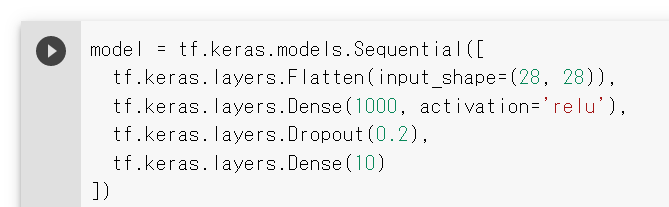 model = tf.keras.models.Sequential([
  tf.keras.layers.Flatten(input_shape=(28, 28)),
  tf.keras.layers.Dense(1000, activation='relu'),
  tf.keras.layers.Dropout(0.2),
  tf.keras.layers.Dense(10)
])